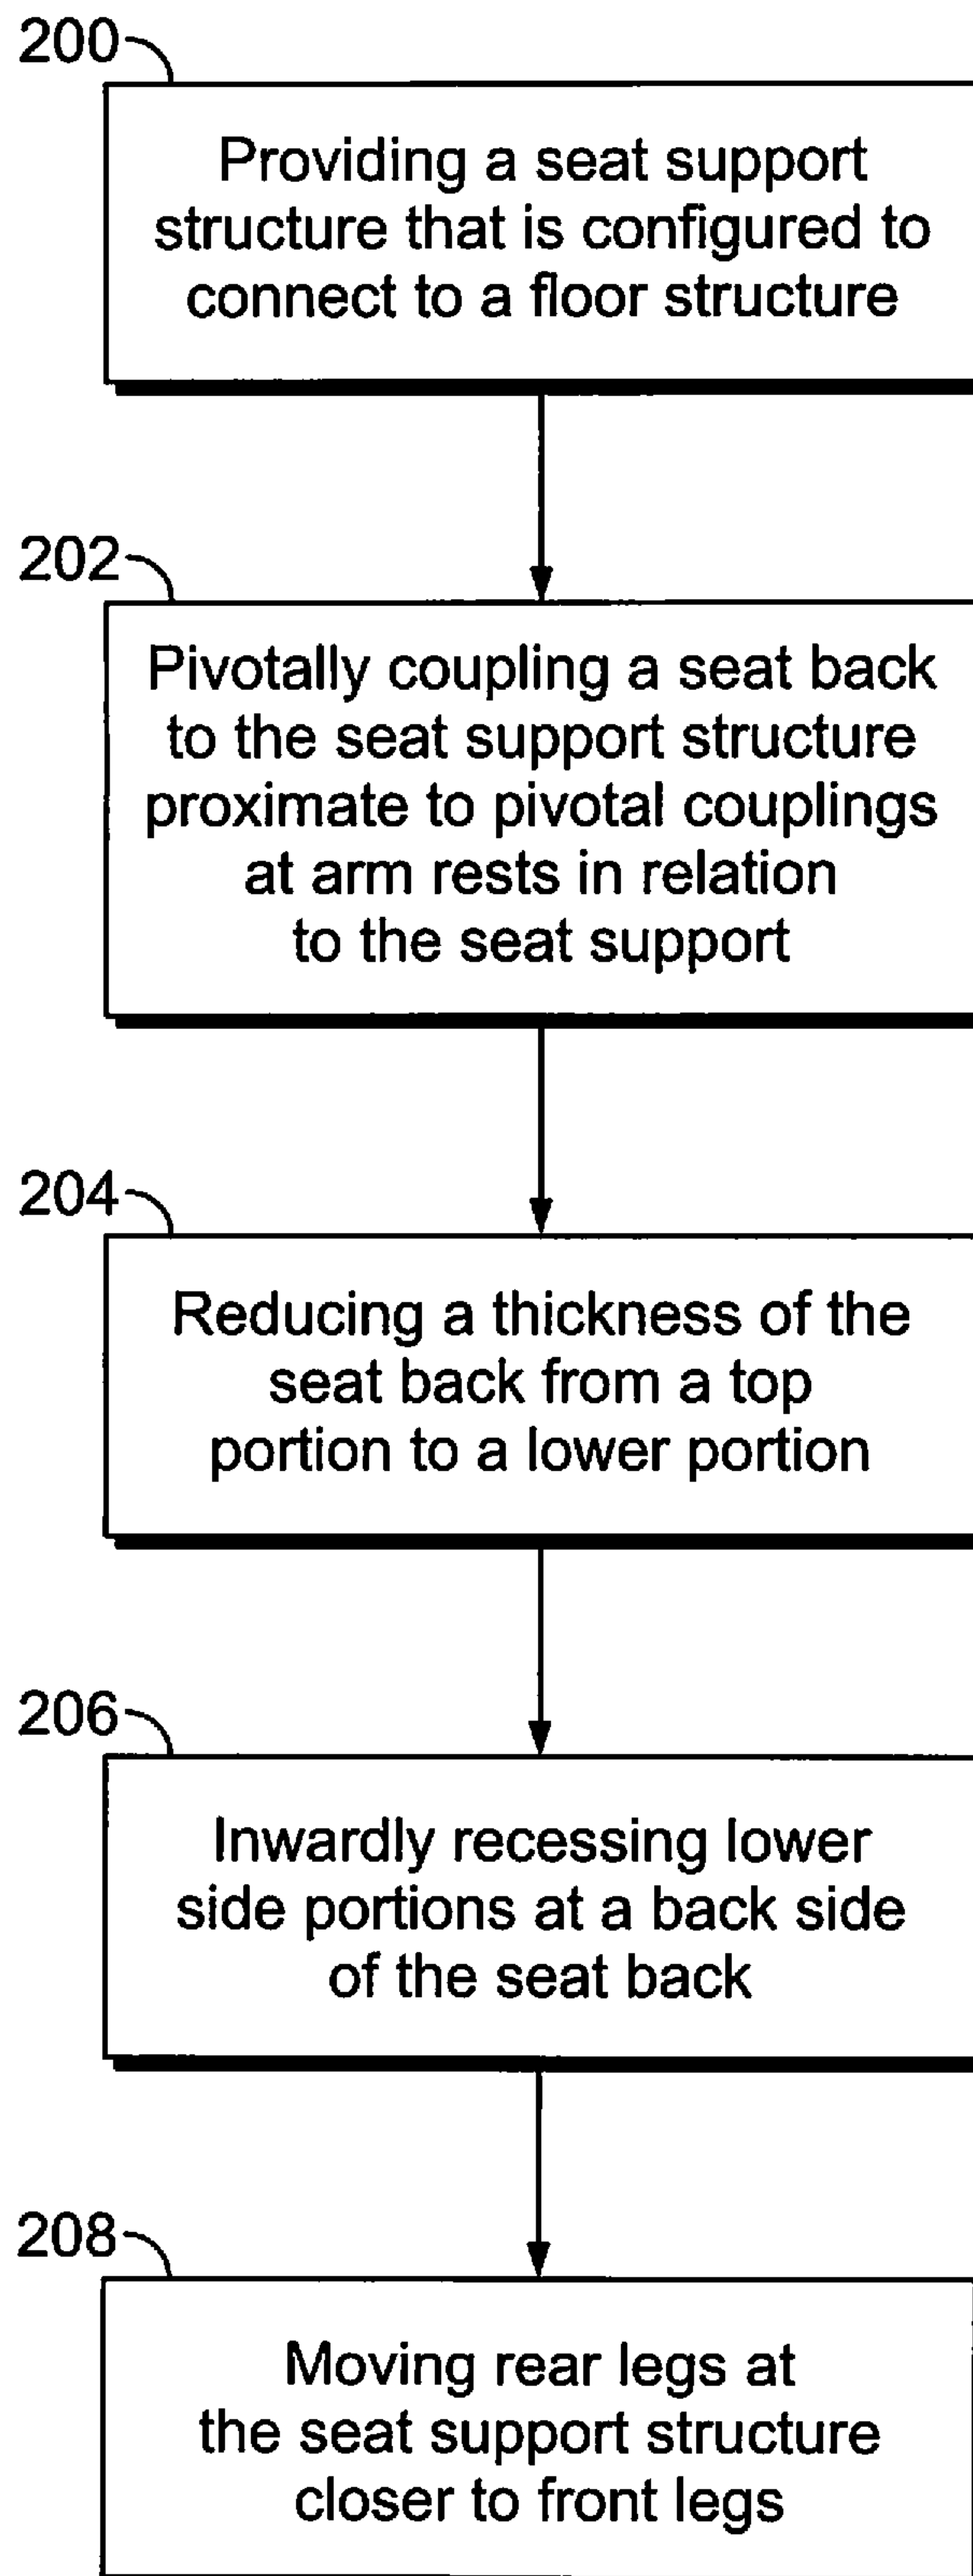 200
Providing a seat support
structure that is configured to
connect to a floor structure
202
Pivotally coupling a seat back
to the seat support structure
proximate to pivotal couplings
at arm rests in relation
to the seat support
204
Reducing a thickness of the
seat back from a top
portion to a lower portion
206
Inwardly recessing lower
side portions at a back side
of the seat back
208
Moving rear legs at
the seat support structure
closer to front legs